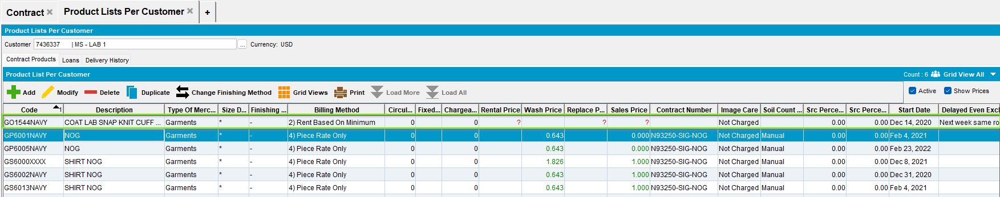 Contract × Product Lists Per Customer × +
Product Lists Per Customer
Customer 7436337 | MS - LAB 1 ... Currency: USD
Contract Products Loans Delivery History
Product List Per Customer Count : 6 Grid View All
Add Modify Delete Duplicate Change Finishing Method Grid Views Print Load More Load All Active Show Prices
Code 1 Description Type Of Merc... Size D... Finishing ... Billing Method Circul... Fixed... Chargea... Rental Price Wash Price Replace P... Sales Price Contract Number Image Care Soil Count ... Src Perce... Src Perce... Start Date Delayed Even Excl
GO1544NAVY COAT LAB SNAP KNIT CUFF ... Garments * - 2) Rent Based On Minimum 0 0 ? ? ? Not Charged 0.00 0.00 Dec 14, 2020 Next week same ro
GP6001NAVY NOG Garments * - 4) Piece Rate Only 0 0 0.643 0.000 N93250-SIG-NOG Not Charged Manual 0.00 0.00 Feb 4, 2021
GP6005NAVY NOG Garments * - 4) Piece Rate Only 0 0 0.643 0.000 N93250-SIG-NOG Not Charged Manual 0.00 0.00 Feb 23, 2022
GS6000XXXX SHIRT NOG Garments * - 4) Piece Rate Only 0 0 1.826 1.000 N93250-SIG-NOG Not Charged Manual 0.00 0.00 Dec 8, 2021
GS6002NAVY SHIRT NOG Garments * - 4) Piece Rate Only 0 0 0.643 1.000 N93250-SIG-NOG Not Charged Manual 0.00 0.00 Dec 31, 2020
GS6013NAVY SHIRT NOG Garments * - 4) Piece Rate Only 0 0 0.643 1.000 N93250-SIG-NOG Not Charged Manual 0.00 0.00 Feb 4, 2021